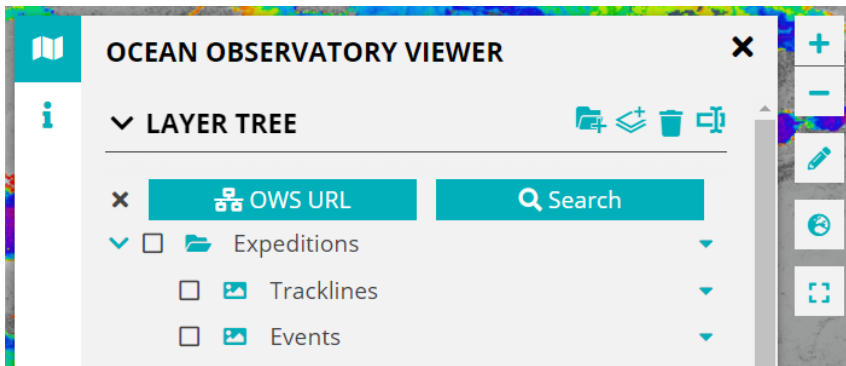 OCEAN OBSERVATORY VIEWER
LAYER TREE
OWS URL Search
Expeditions
Tracklines
Events